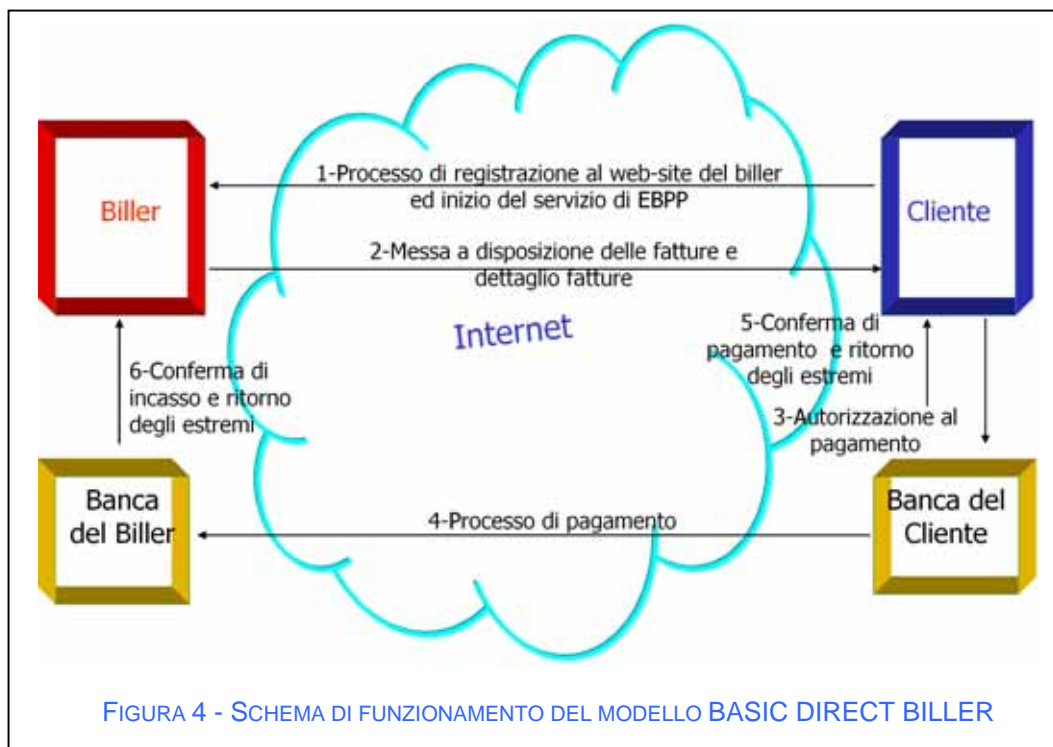 1-Processo di registrazione al web-site del biller
ed inizio del servizio di EBPP
Biller
Cliente
2-Messa a disposizione delle fatture e
dettaglio fatture
Internet
5-Conferma di
pagamento e ritorno
degli estremi
6-Conferma di
incasso e ritorno
degli estremi
3-Autorizzazione al
pagamento
Banca
del Biller
4-Processo di pagamento
Banca del
Cliente
FIGURA 4 - SCHEMA DI FUNZIONAMENTO DEL MODELLO BASIC DIRECT BILLER